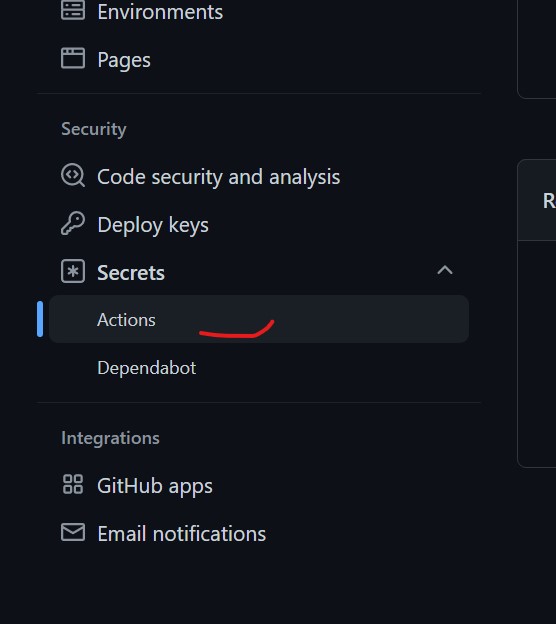 Environments
Pages
Security
Code security and analysis
Deploy keys
Secrets
Actions
Dependabot
Integrations
GitHub apps
Email notifications
R